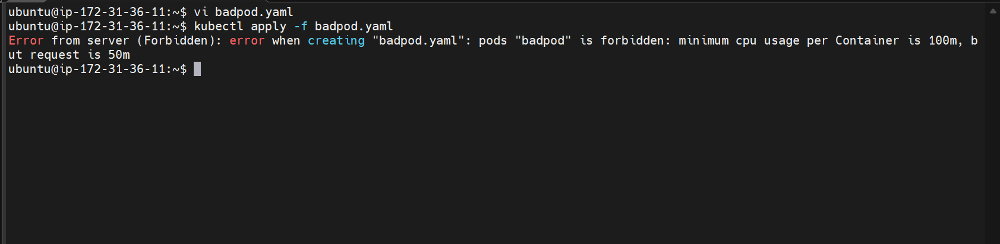 ubuntu@ip-172-31-36-11:~$ vi badpod.yaml
ubuntu@ip-172-31-36-11:~$ kubectl apply -f badpod.yaml
Error from server (Forbidden): error when creating "badpod.yaml": pods "badpod" is forbidden: minimum cpu usage per Container is 100m, b
ut request is 50m
ubuntu@ip-172-31-36-11:~$